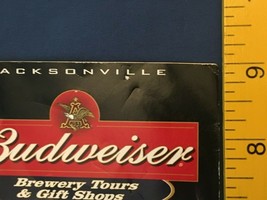 ACKSONVILLE
Budweiser
Brewery Tours
& Gift Shops
9
8